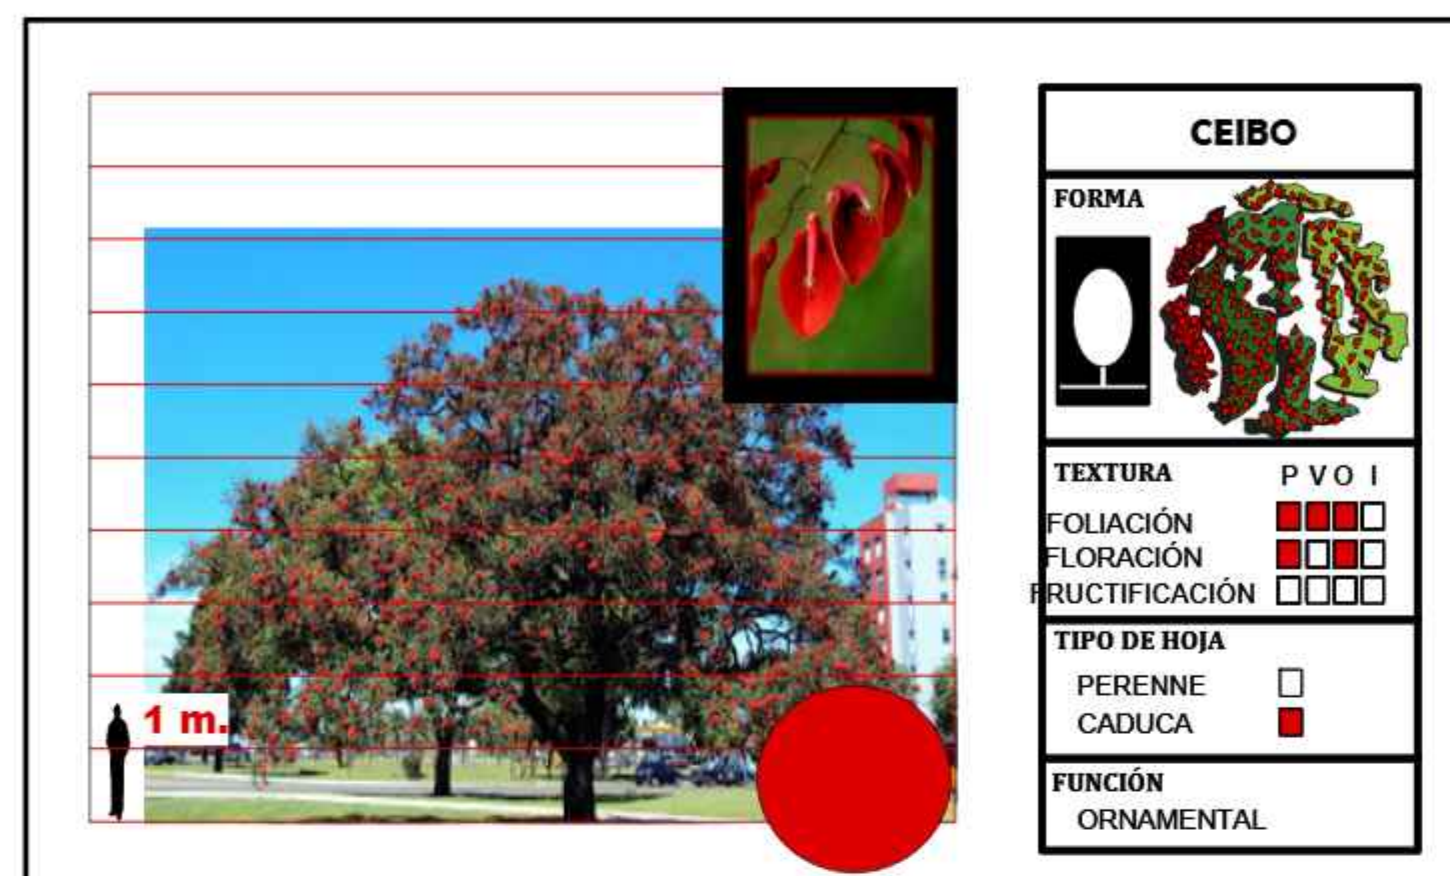 CEIBO
FORMA
1 m.
TEXTURA P V O I
FOLIACIÓN
FLORACIÓN
FRUCTIFICACIÓN
TIPO DE HOJA
PERENNE
CADUCA
FUNCIÓN
ORNAMENTAL